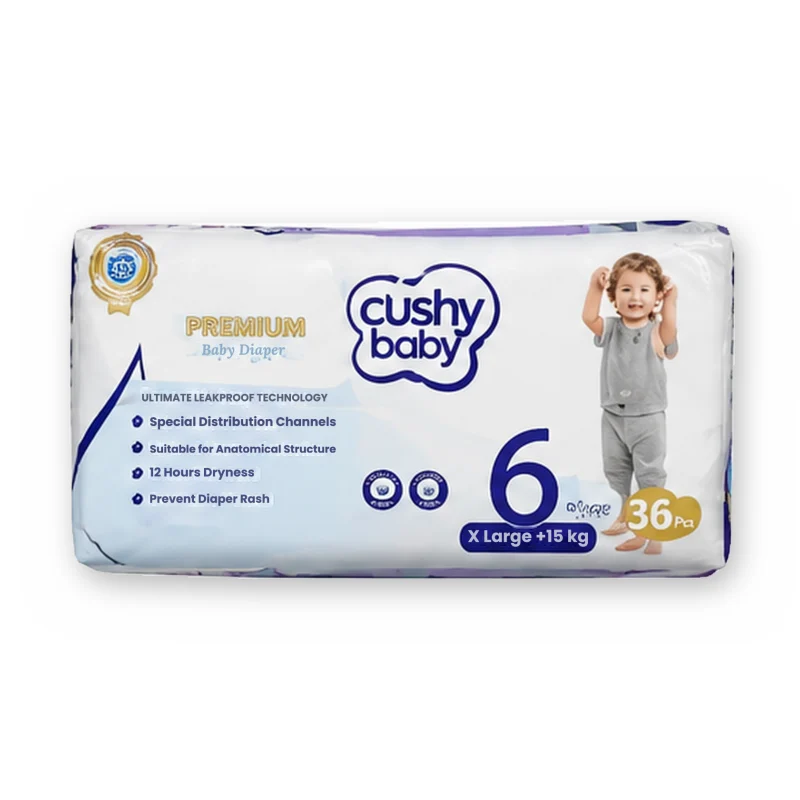 PREMIUM
Baby Diaper
cushy
baby
ULTIMATE LEAKPROOF TECHNOLOGY
Special Distribution Channels
Suitable for Anatomical Structure
12 Hours Dryness
Prevent Diaper Rash
6
X Large +15 kg
36 Pa